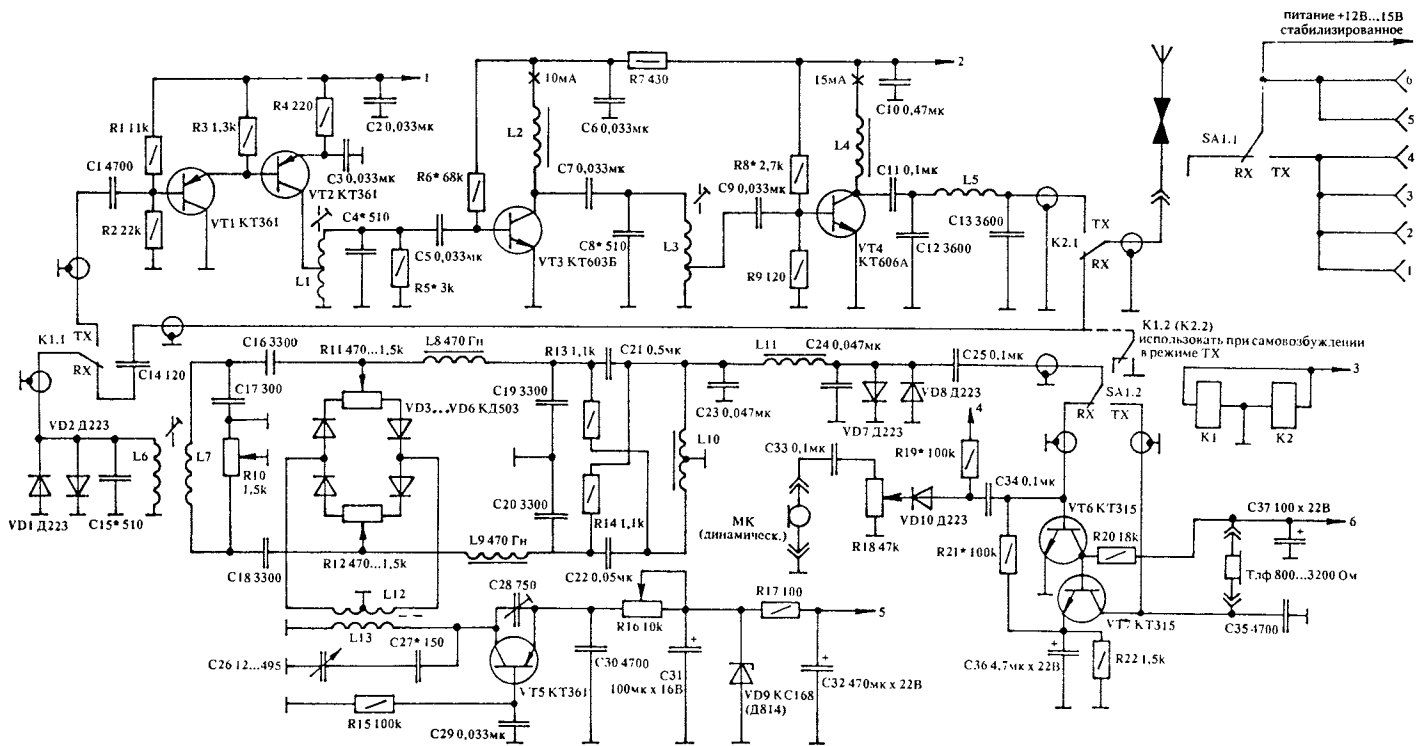 питание +12В...15В
стабилизированное
1
2
10мА
R7 430
15мА
R4 220
R1 11k
R3 1,3k
C2 0,033мк
C6 0,033мк
C10 0,47мк
L2
L4
6
5
SA1.1
RX
TX
4
3
2
1
C1 4700
C3 0,033мк
VT2 КТ361
R6* 68k
C7 0,033мк
R8* 2,7k
C9 0,033мк
C11 0,1мк
L5
VT1 КТ361
R2 22k
C4* 510
C5 0,033мк
R5* 3k
L1
VT3 КТ603Б
C8* 510
L3
R9 120
VT4
КТ606А
C12 3600
C13 3600
K2.1
TX
RX
K1.1
TX
RX
C14 120
C16 3300
R11 470...1,5k
L8 470 Гн
R13 1,1k
C21 0,5мк
L11
C24 0,047мк
C25 0,1мк
K1.2 (K2.2)
использовать при самовозбуждении
в режиме TX
C17 300
VD3...VD6 КД503
C19 3300
C23 0,047мк
VD8 Д223
VD7 Д223
SA1.2
RX
TX
3
K1
K2
VD2 Д223
L6
L7
R10
1,5k
L10
C33 0,1мк
4
R19* 100k
C34 0,1мк
VD1 Д223
C15* 510
C20 3300
R14 1,1k
МК
(динамическ.)
R18 47k
VD10 Д223
VT6 КТ315
C37 100 x 22В
6
R20 18k
R21* 100k
C18 3300
R12 470...1,5k
L9 470 Гн
C22 0,05мк
Тлф 800...3200 Ом
L12
L13
C28 750
R17 100
5
VT7 КТ315
C35 4700
C26 12...495
C27* 150
R16 10k
C30 4700
C31
100мк x 16В
VD9 КС168
(Д814)
C32 470мк x 22В
C36 4,7мк x 22В
R22 1,5k
VT5 КТ361
R15 100k
C29 0,033мк